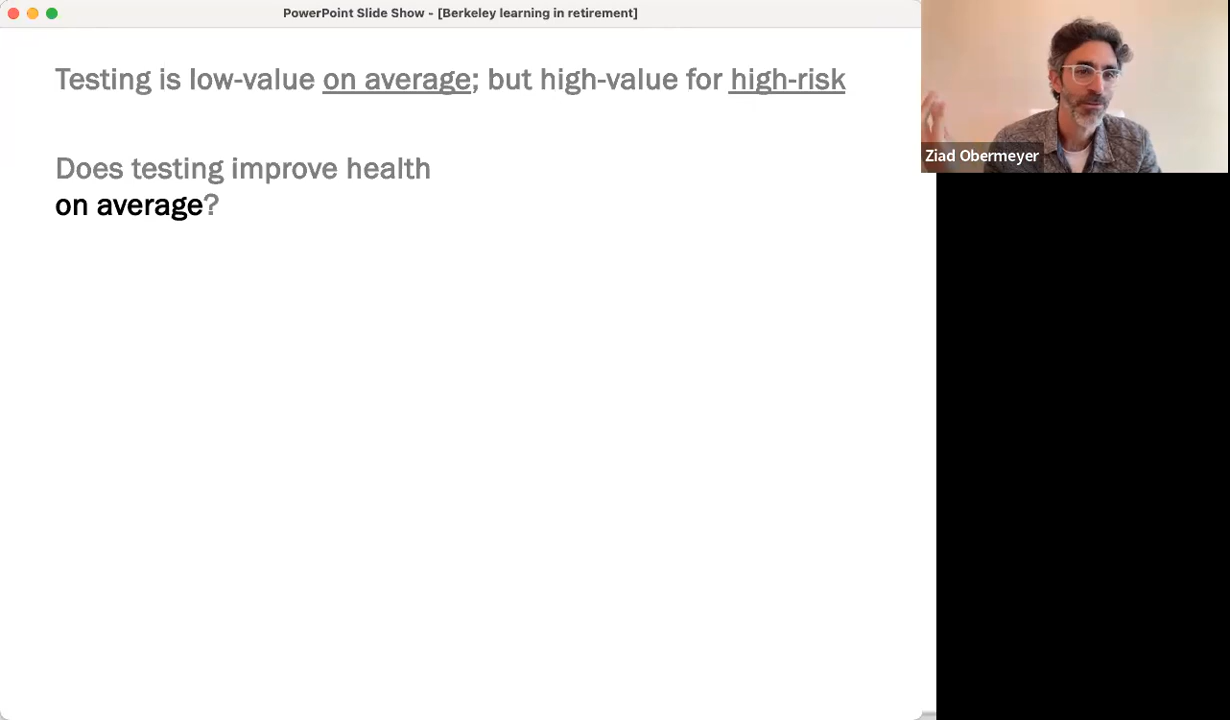 PowerPoint Slide Show - [Berkeley learning in retirement]
Testing is low-value on average; but high-value for high-risk
Does testing improve health
on average?
Ziad Obermeyer